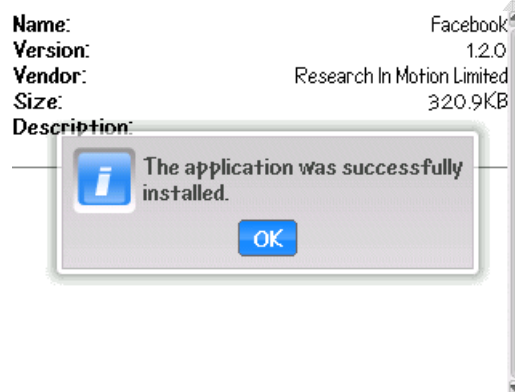 Name: Facebook
Version: 1.2.0
Vendor: Research In Motion Limited
Size: 320.9KB
Description:
The application was successfully
installed.
OK